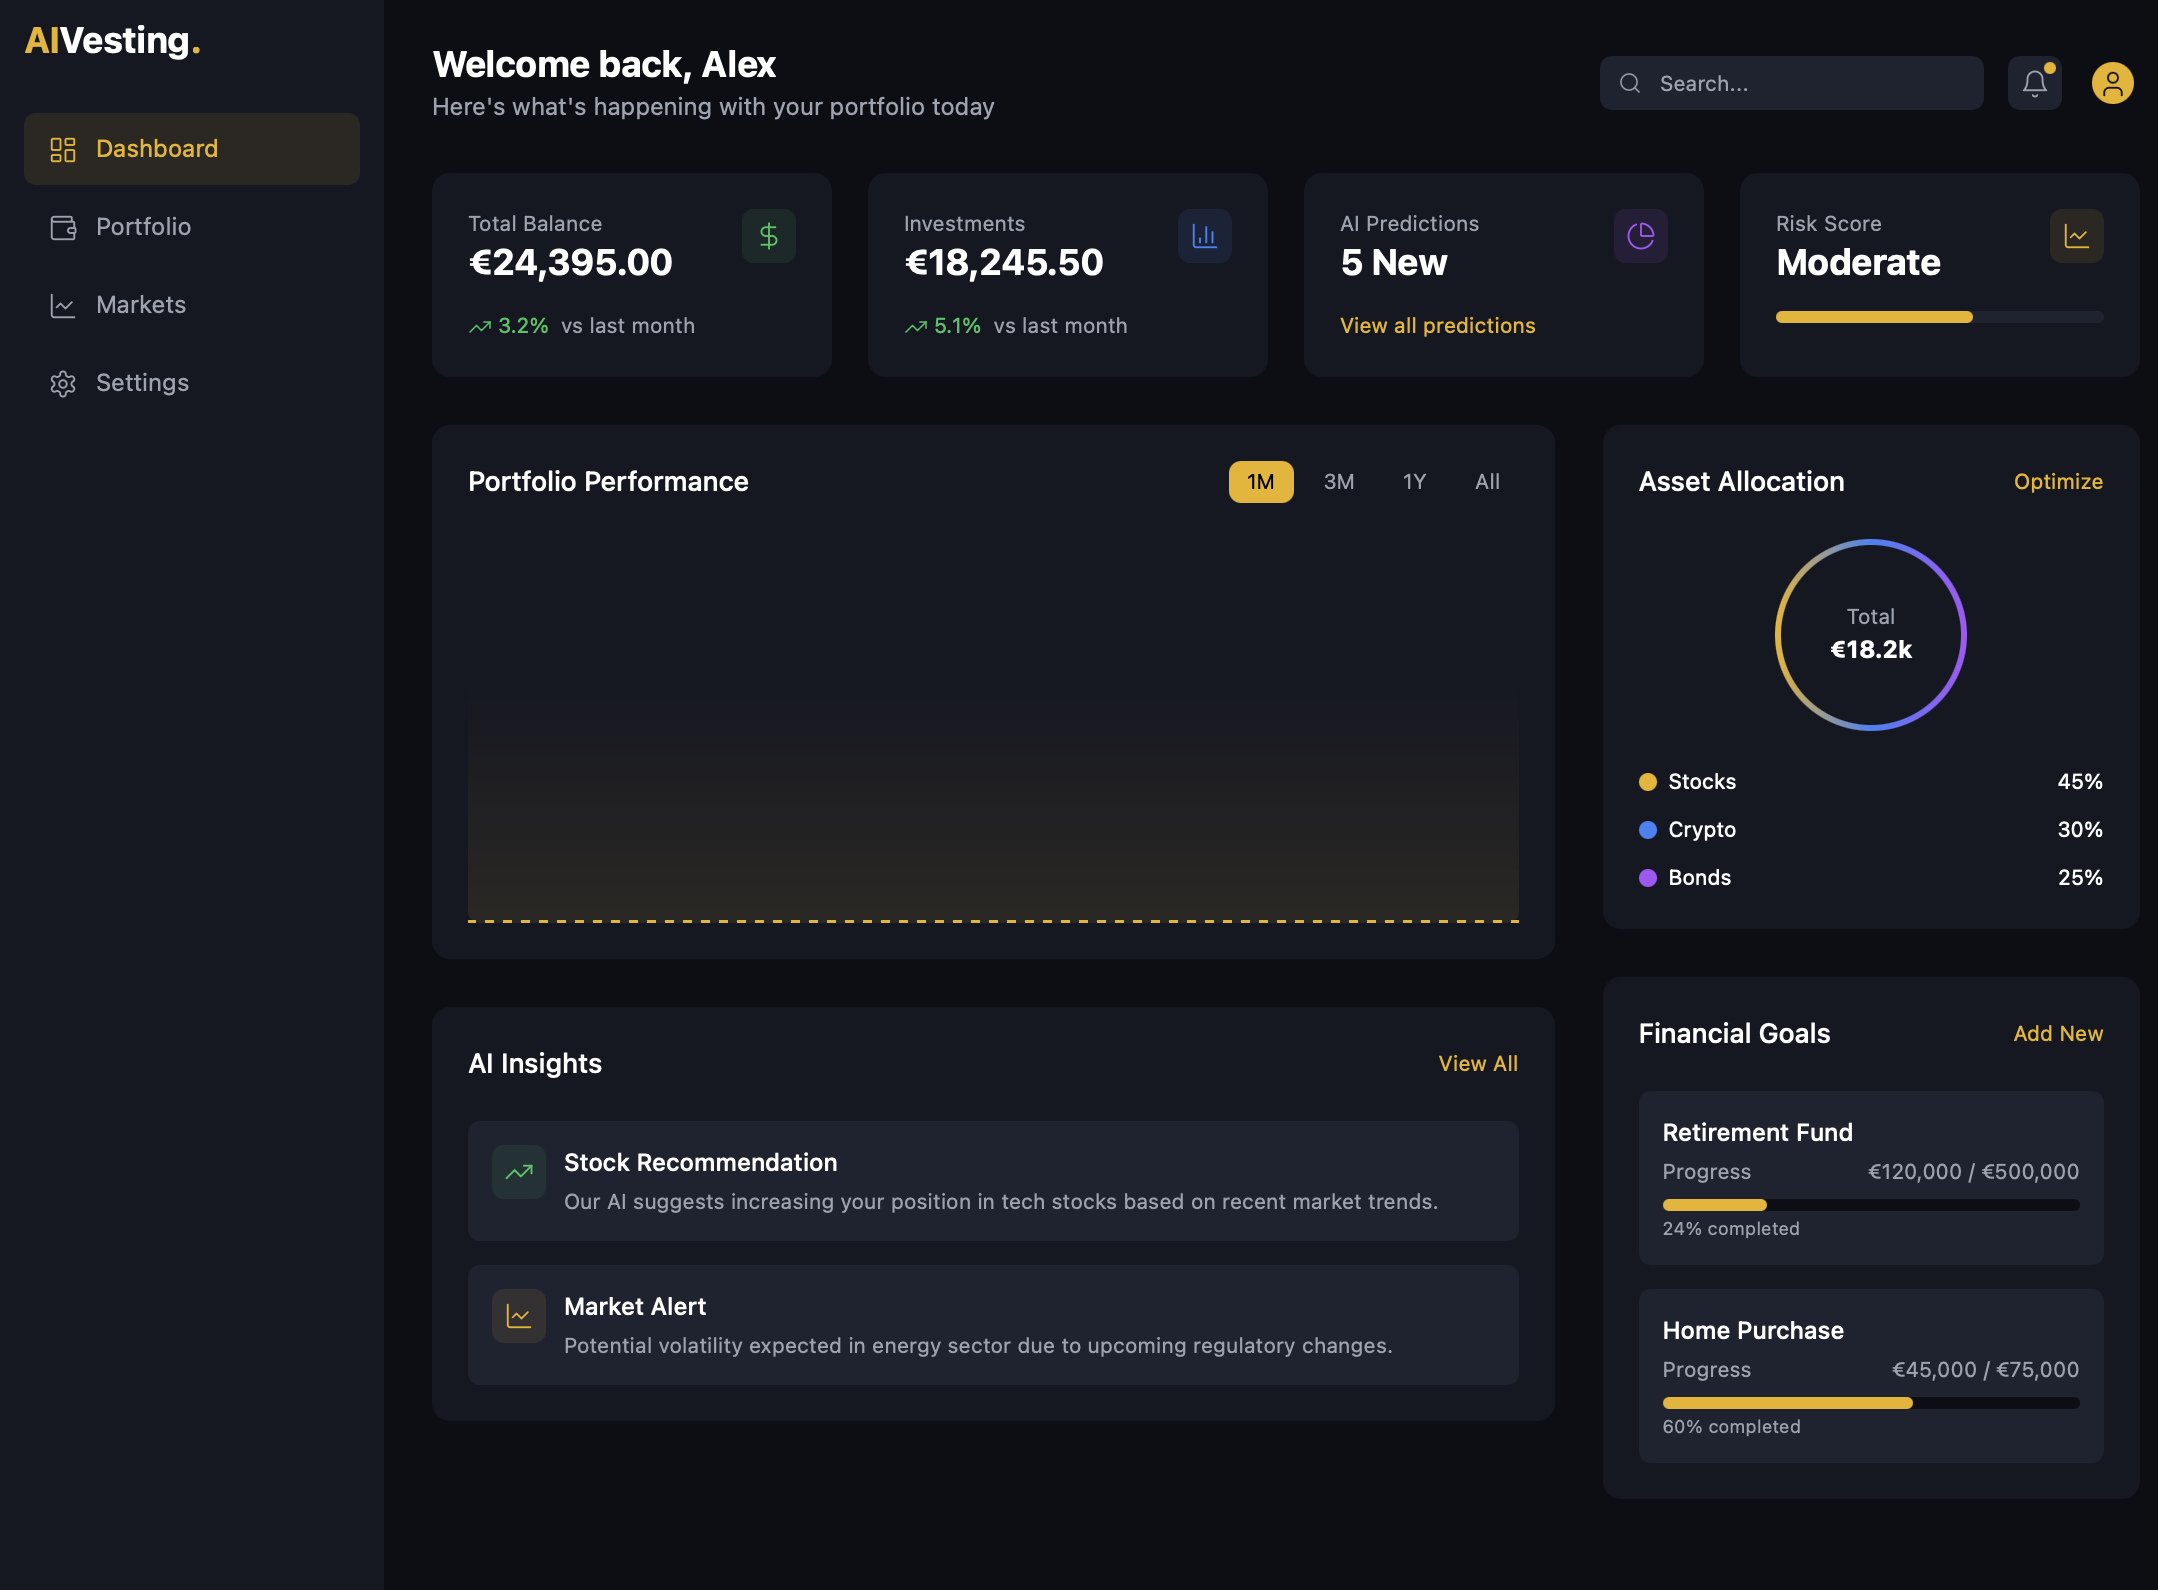 AIVesting.
Dashboard
Portfolio
Markets
Settings
Welcome back, Alex
Here's what's happening with your portfolio today
Search...
Total Balance
€24,395.00
3.2% vs last month
Investments
€18,245.50
5.1% vs last month
AI Predictions
5 New
View all predictions
Risk Score
Moderate
Portfolio Performance
1M 3M 1Y All
Asset Allocation
Optimize
Total
€18.2k
Stocks 45%
Crypto 30%
Bonds 25%
AI Insights
View All
Stock Recommendation
Our AI suggests increasing your position in tech stocks based on recent market trends.
Market Alert
Potential volatility expected in energy sector due to upcoming regulatory changes.
Financial Goals
Add New
Retirement Fund
Progress €120,000 / €500,000
24% completed
Home Purchase
Progress €45,000 / €75,000
60% completed